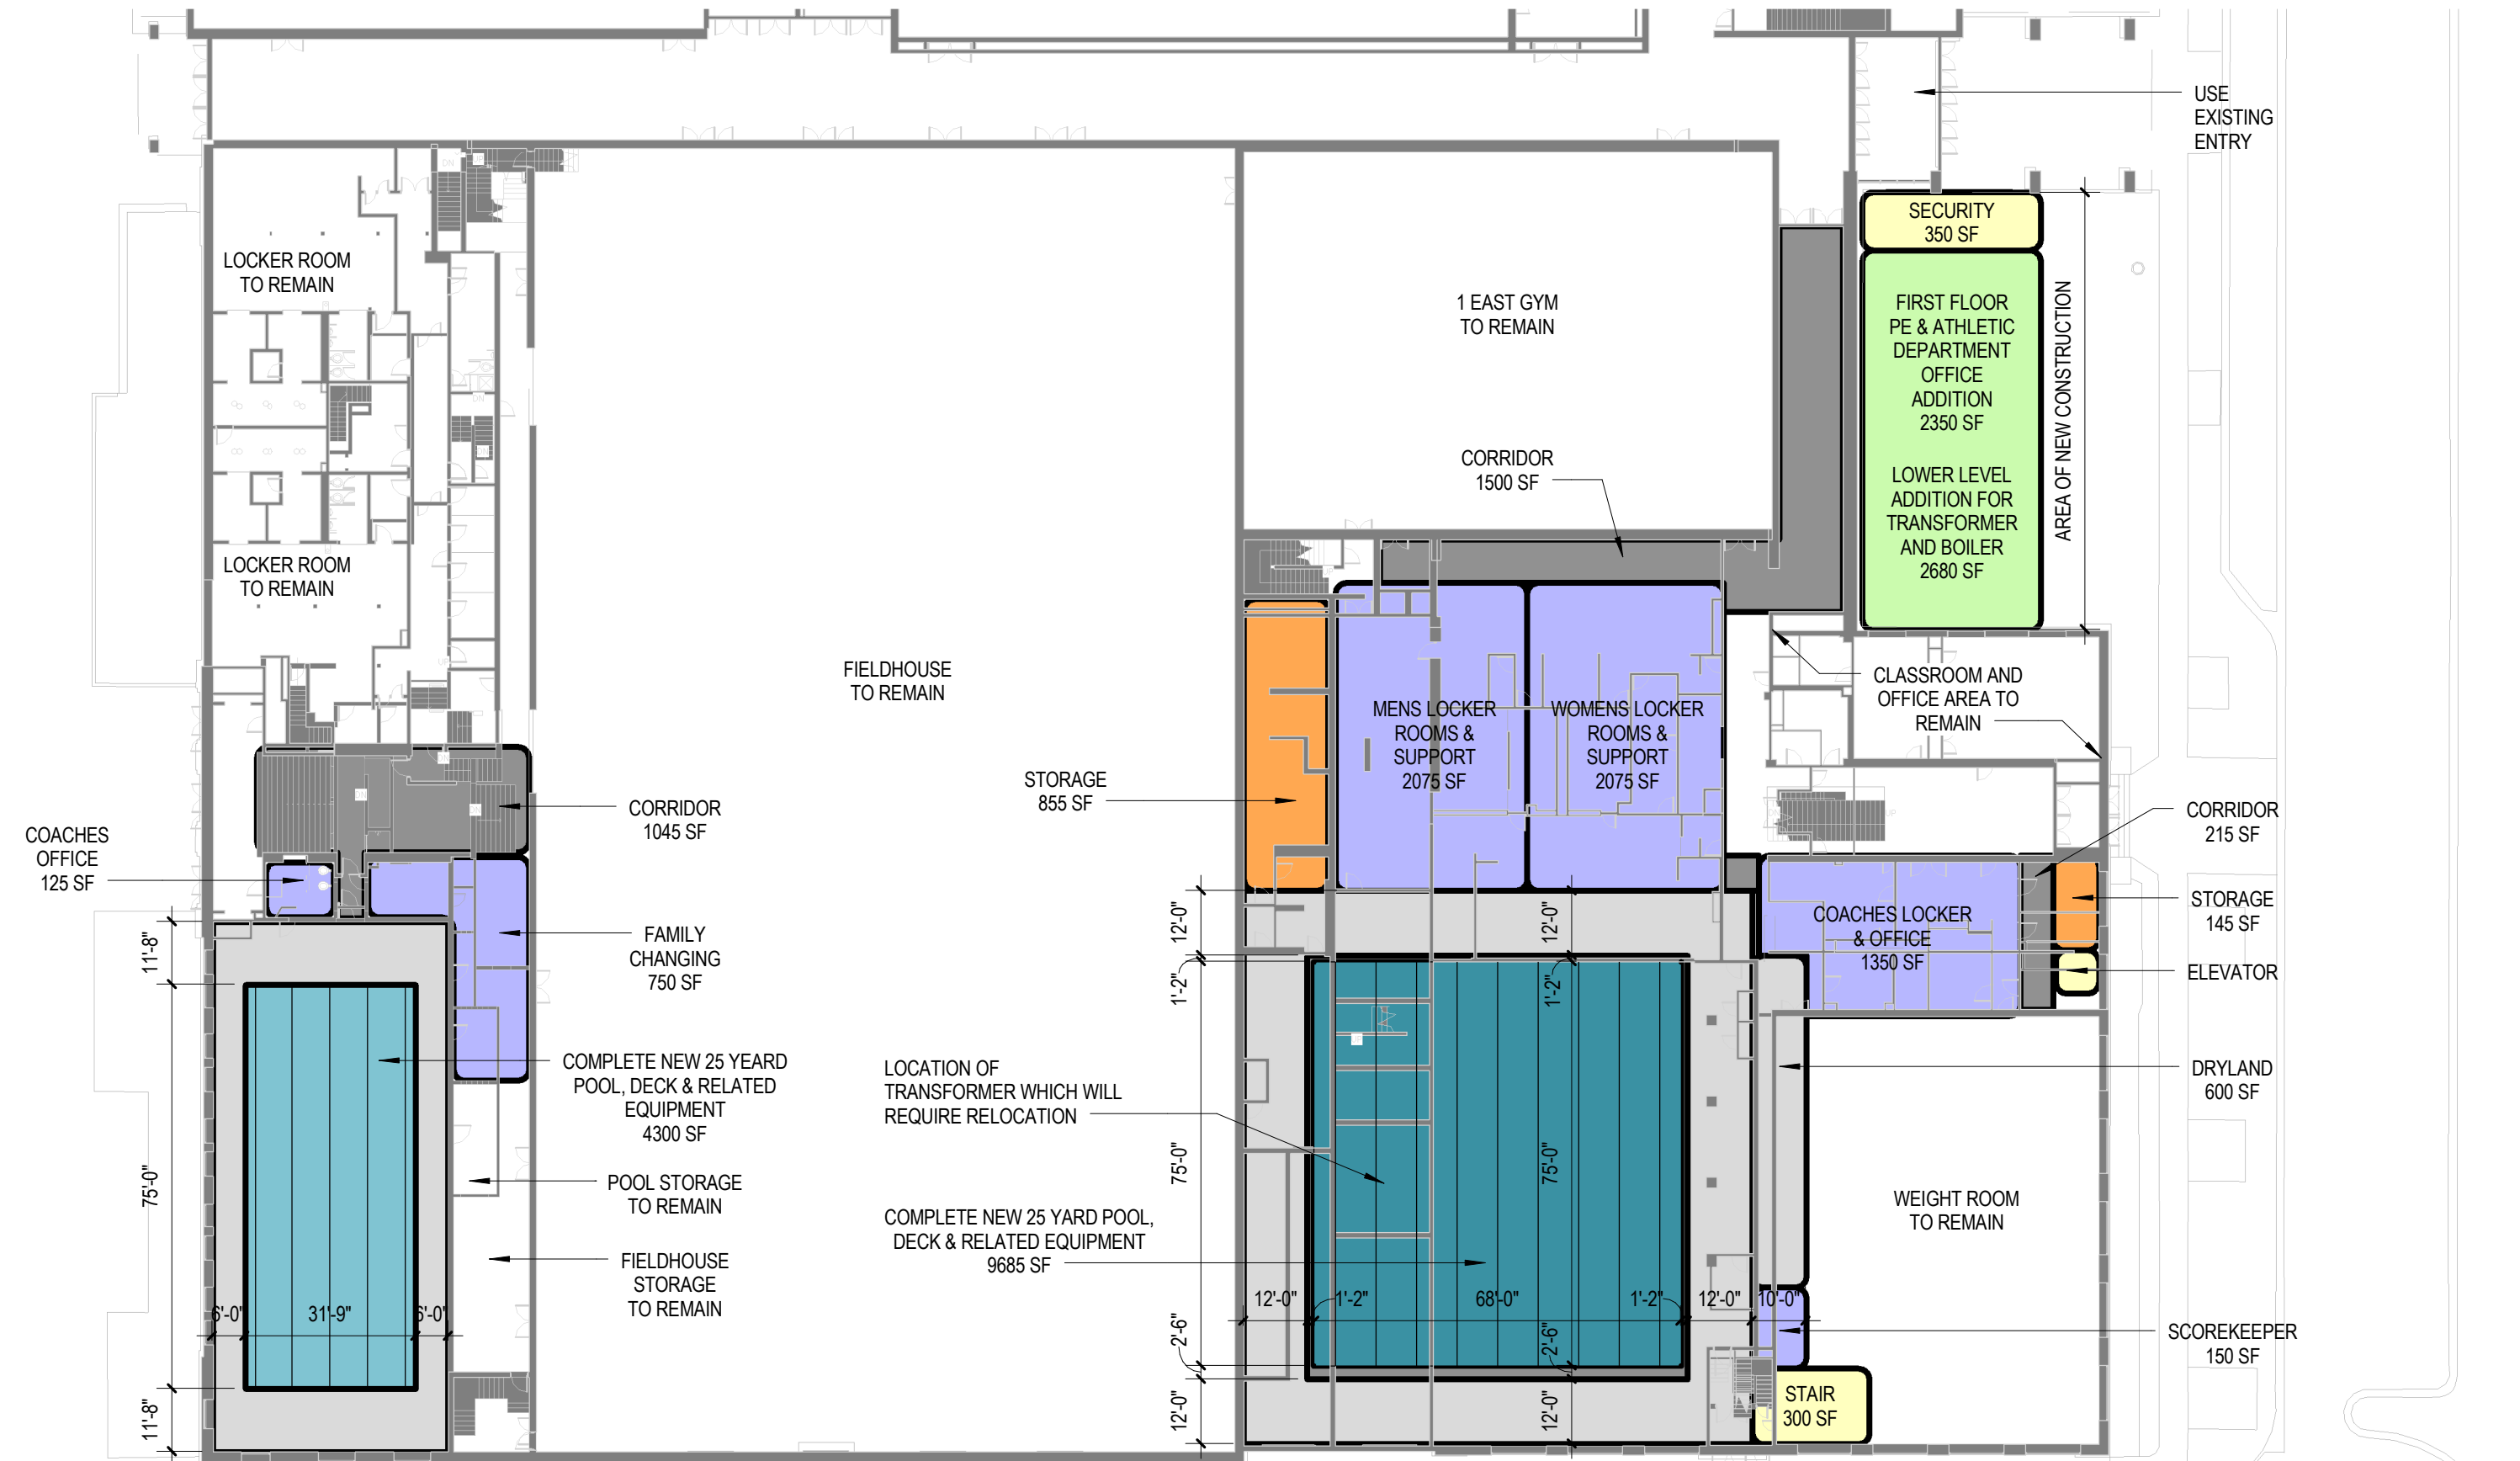 USE
EXISTING
ENTRY
SECURITY
350 SF
LOCKER ROOM
TO REMAIN
1 EAST GYM
TO REMAIN
FIRST FLOOR
PE & ATHLETIC
DEPARTMENT
OFFICE
ADDITION
2350 SF
LOWER LEVEL
ADDITION FOR
TRANSFORMER
AND BOILER
2680 SF
AREA OF NEW CONSTRUCTION
CORRIDOR
1500 SF
LOCKER ROOM
TO REMAIN
FIELDHOUSE
TO REMAIN
CLASSROOM AND
OFFICE AREA TO
REMAIN
MENS LOCKER
ROOMS &
SUPPORT
2075 SF
WOMENS LOCKER
ROOMS &
SUPPORT
2075 SF
STORAGE
855 SF
CORRIDOR
1045 SF
COACHES
OFFICE
125 SF
CORRIDOR
215 SF
STORAGE
145 SF
COACHES LOCKER
& OFFICE
1350 SF
ELEVATOR
FAMILY
CHANGING
750 SF
11'-8"
75'-0"
11'-8"
6'-0"
31'-9"
6'-0"
COMPLETE NEW 25 YEARD
POOL, DECK & RELATED
EQUIPMENT
4300 SF
POOL STORAGE
TO REMAIN
FIELDHOUSE
STORAGE
TO REMAIN
LOCATION OF
TRANSFORMER WHICH WILL
REQUIRE RELOCATION
COMPLETE NEW 25 YARD POOL,
DECK & RELATED EQUIPMENT
9685 SF
12'-0"
1'-2"
75'-0"
2'-6"
12'-0"
12'-0"
1'-2"
75'-0"
2'-6"
12'-0"
12'-0"
1'-2"
68'-0"
1'-2"
12'-0"
10'-0"
DRYLAND
600 SF
WEIGHT ROOM
TO REMAIN
SCOREKEEPER
150 SF
STAIR
300 SF
DN
UP
DN
DN
UP
DN
DN
DN
UP